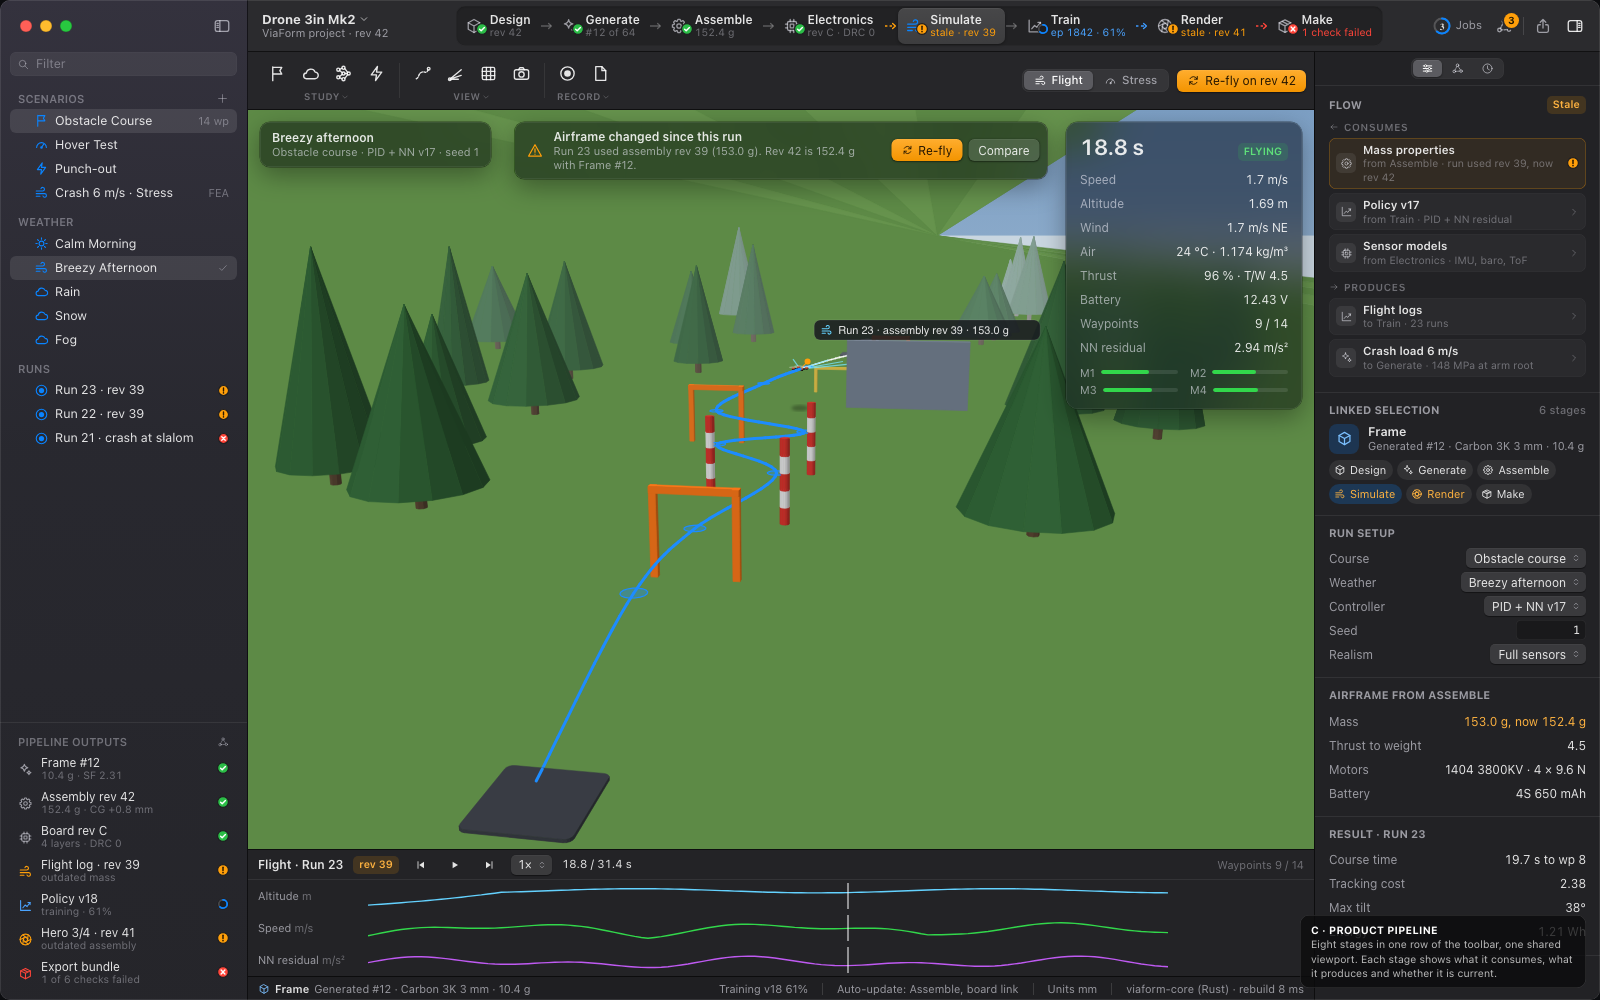 Drone 3in Mk2
ViaForm project · rev 42
Design
rev 42
Generate
#12 of 64
Assemble
152.4 g
Electronics
rev C · DRC 0
Simulate
stale · rev 39
Train
ep 1842 · 61%
Render
stale · rev 41
Make
1 check failed
3
Jobs
3
Filter
SCENARIOS
Obstacle Course 14 wp
Hover Test
Punch-out
Crash 6 m/s · Stress FEA
WEATHER
Calm Morning
Breezy Afternoon
Rain
Snow
Fog
RUNS
Run 23 · rev 39
Run 22 · rev 39
Run 21 · crash at slalom
PIPELINE OUTPUTS
Frame #12
10.4 g · SF 2.31
Assembly rev 42
152.4 g · CG +0.8 mm
Board rev C
4 layers · DRC 0
Flight log · rev 39
outdated mass
Policy v18
training · 61%
Hero 3/4 · rev 41
outdated assembly
Export bundle
1 of 6 checks failed
STUDY
VIEW
RECORD
Flight
Stress
Re-fly on rev 42
Breezy afternoon
Obstacle course · PID + NN v17 · seed 1
Airframe changed since this run
Run 23 used assembly rev 39 (153.0 g). Rev 42 is 152.4 g
with Frame #12.
Re-fly
Compare
18.8 s
FLYING
Speed 1.7 m/s
Altitude 1.69 m
Wind 1.7 m/s NE
Air 24 °C · 1.174 kg/m³
Thrust 96 % · T/W 4.5
Battery 12.43 V
Waypoints 9 / 14
NN residual 2.94 m/s²
M1 M2
M3 M4
Run 23 · assembly rev 39 · 153.0 g
Flight · Run 23
rev 39
1×
18.8 / 31.4 s
Waypoints 9 / 14
Altitude m
Speed m/s
NN residual m/s²
Frame Generated #12 · Carbon 3K 3 mm · 10.4 g
Training v18 61%
Auto-update: Assemble, board link
Units mm
viaform-core (Rust) · rebuild 8 ms
FLOW
Stale
← CONSUMES
Mass properties
from Assemble · run used rev 39, now
rev 42
Policy v17
from Train · PID + NN residual
Sensor models
from Electronics · IMU, baro, ToF
→ PRODUCES
Flight logs
to Train · 23 runs
Crash load 6 m/s
to Generate · 148 MPa at arm root
LINKED SELECTION 6 stages
Frame
Generated #12 · Carbon 3K 3 mm · 10.4 g
Design Generate Assemble
Simulate Render Make
RUN SETUP
Course Obstacle course
Weather Breezy afternoon
Controller PID + NN v17
Seed 1
Realism Full sensors
AIRFRAME FROM ASSEMBLE
Mass 153.0 g, now 152.4 g
Thrust to weight 4.5
Motors 1404 3800KV · 4 × 9.6 N
Battery 4S 650 mAh
RESULT · RUN 23
Course time 19.7 s to wp 8
Tracking cost 2.38
Max tilt 38°
1.21 Wh
C · PRODUCT PIPELINE
Eight stages in one row of the toolbar, one shared
viewport. Each stage shows what it consumes, what
it produces and whether it is current.